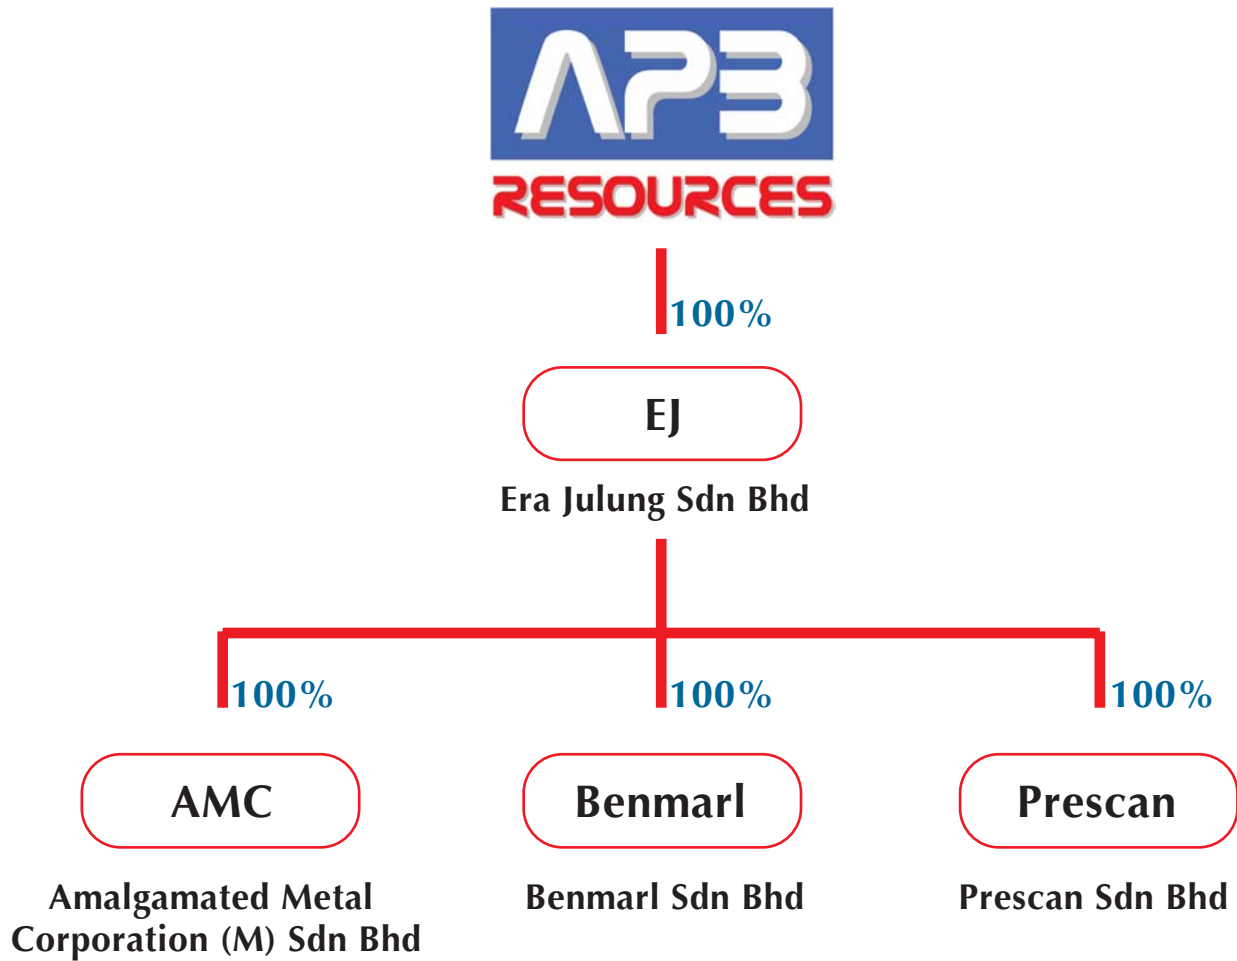 APB
RESOURCES
100%
EJ
Era Julung Sdn Bhd
100%
100%
100%
AMC
Benmarl
Prescan
Amalgamated Metal
Corporation (M) Sdn Bhd
Benmarl Sdn Bhd
Prescan Sdn Bhd